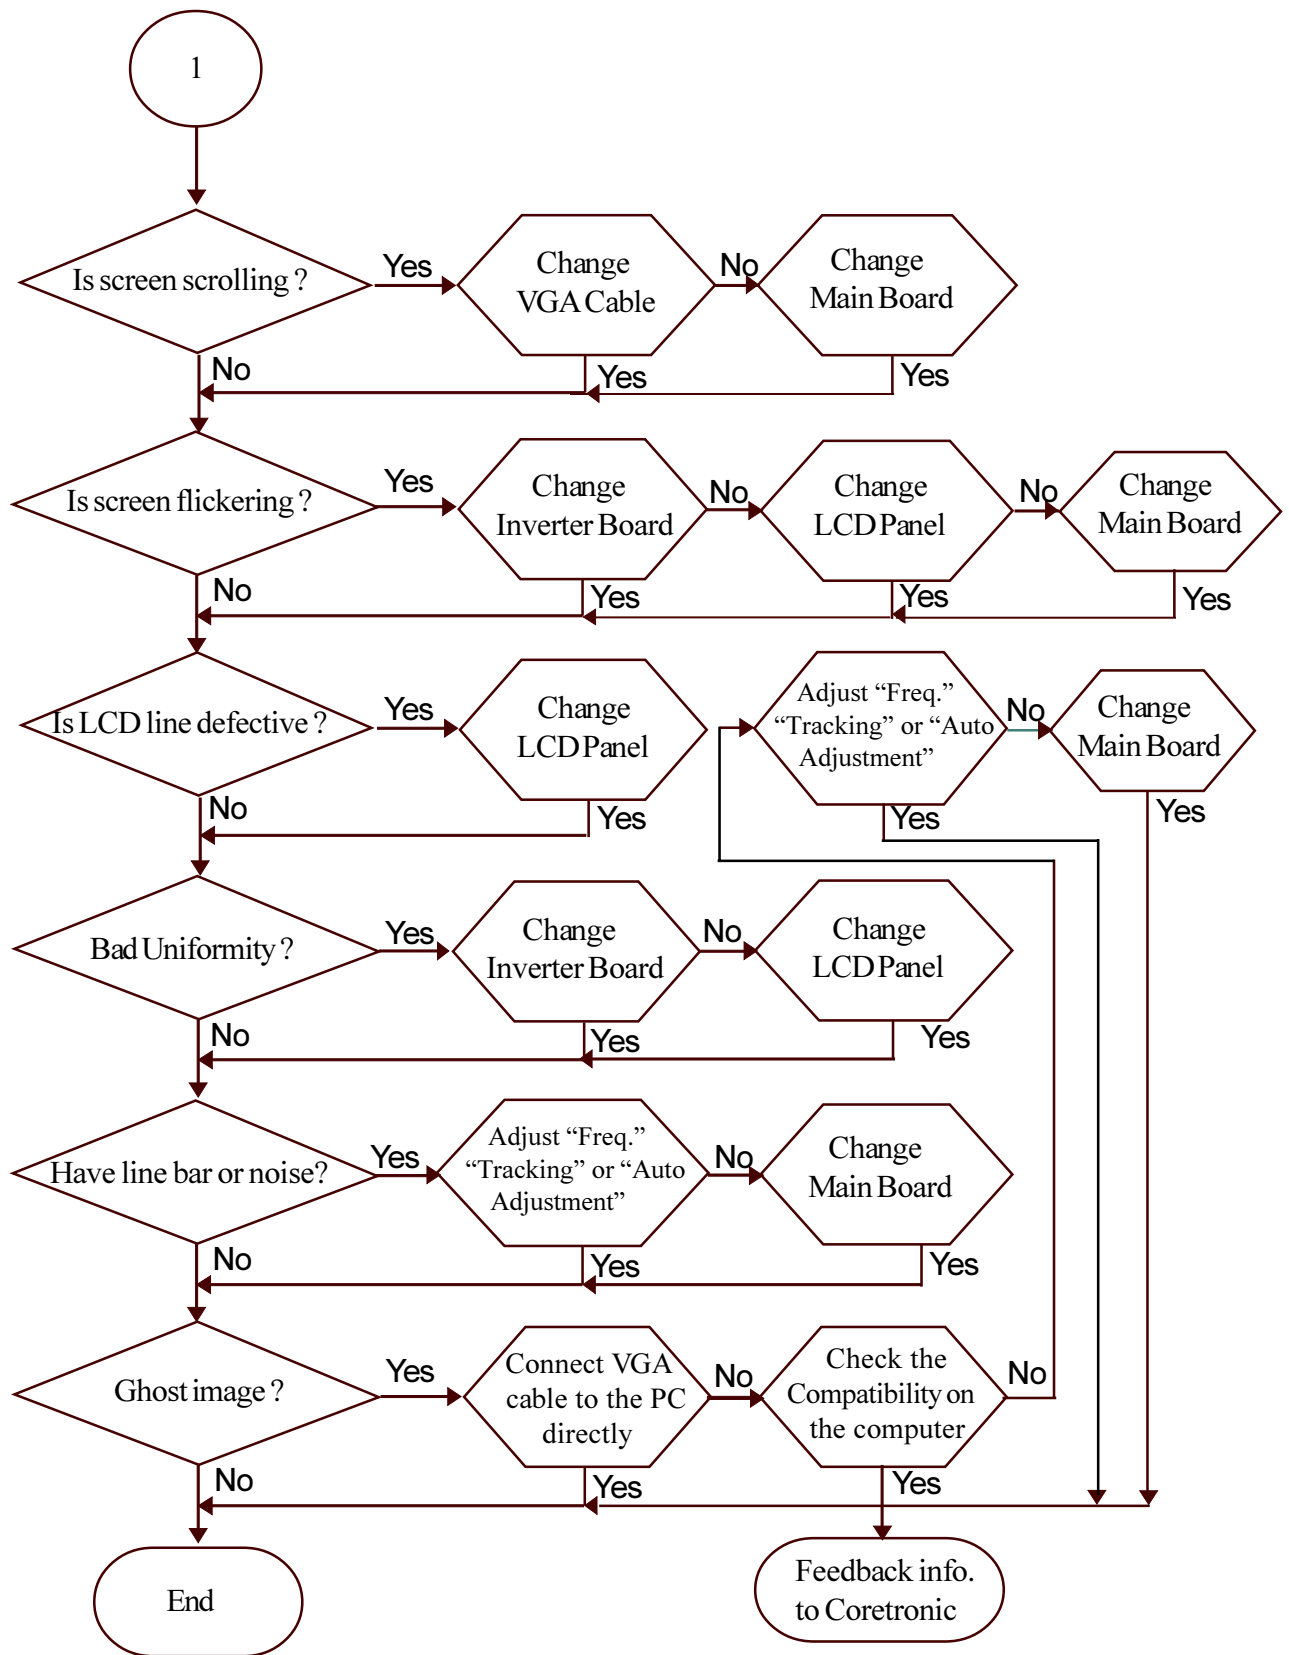 1
Is screen scrolling ?
Yes
Change
VGA Cable
No
Change
Main Board
No
Yes
Yes
Is screen flickering ?
Yes
Change
Inverter Board
No
Change
LCD Panel
No
Change
Main Board
No
Yes
Yes
Yes
Is LCD line defective ?
Yes
Change
LCD Panel
Adjust “Freq.”
“Tracking” or “Auto
Adjustment”
No
Change
Main Board
No
Yes
Yes
Yes
Bad Uniformity ?
Yes
Change
Inverter Board
No
Change
LCD Panel
No
Yes
Yes
Have line bar or noise?
Yes
Adjust “Freq.”
“Tracking” or “Auto
Adjustment”
No
Change
Main Board
No
Yes
Yes
Ghost image ?
Yes
Connect VGA
cable to the PC
directly
No
Check the
Compatibility on
the computer
No
No
Yes
Yes
End
Feedback info.
to Coretronic